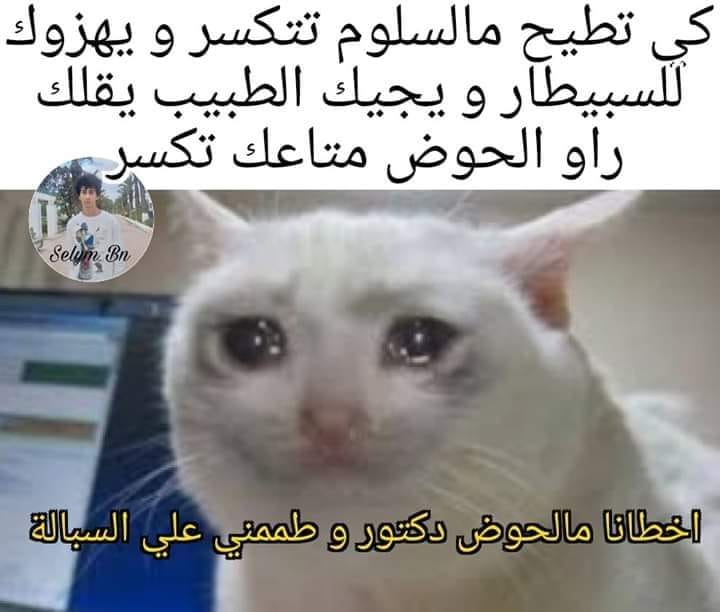 كي تطيح مالسلوم تتكسر و يهزوك
للسبيطار و يجيك الطبيب يقلك
راو الحوض متاعك تكسر
Selym Bn
اخطانا مالحوض دكتور و طممني علي السبالة